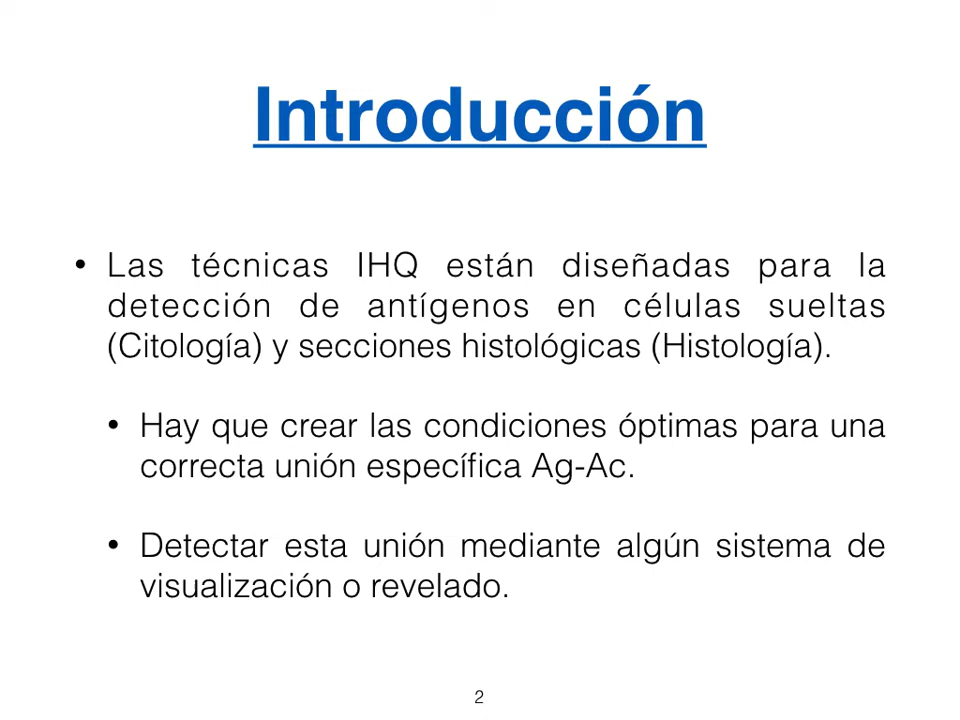 Introducción
• Las técnicas IHQ están diseñadas para la
detección de antígenos en células sueltas
(Citología) y secciones histológicas (Histología).
• Hay que crear las condiciones óptimas para una
correcta unión específica Ag-Ac.
• Detectar esta unión mediante algún sistema de
visualización o revelado.
2